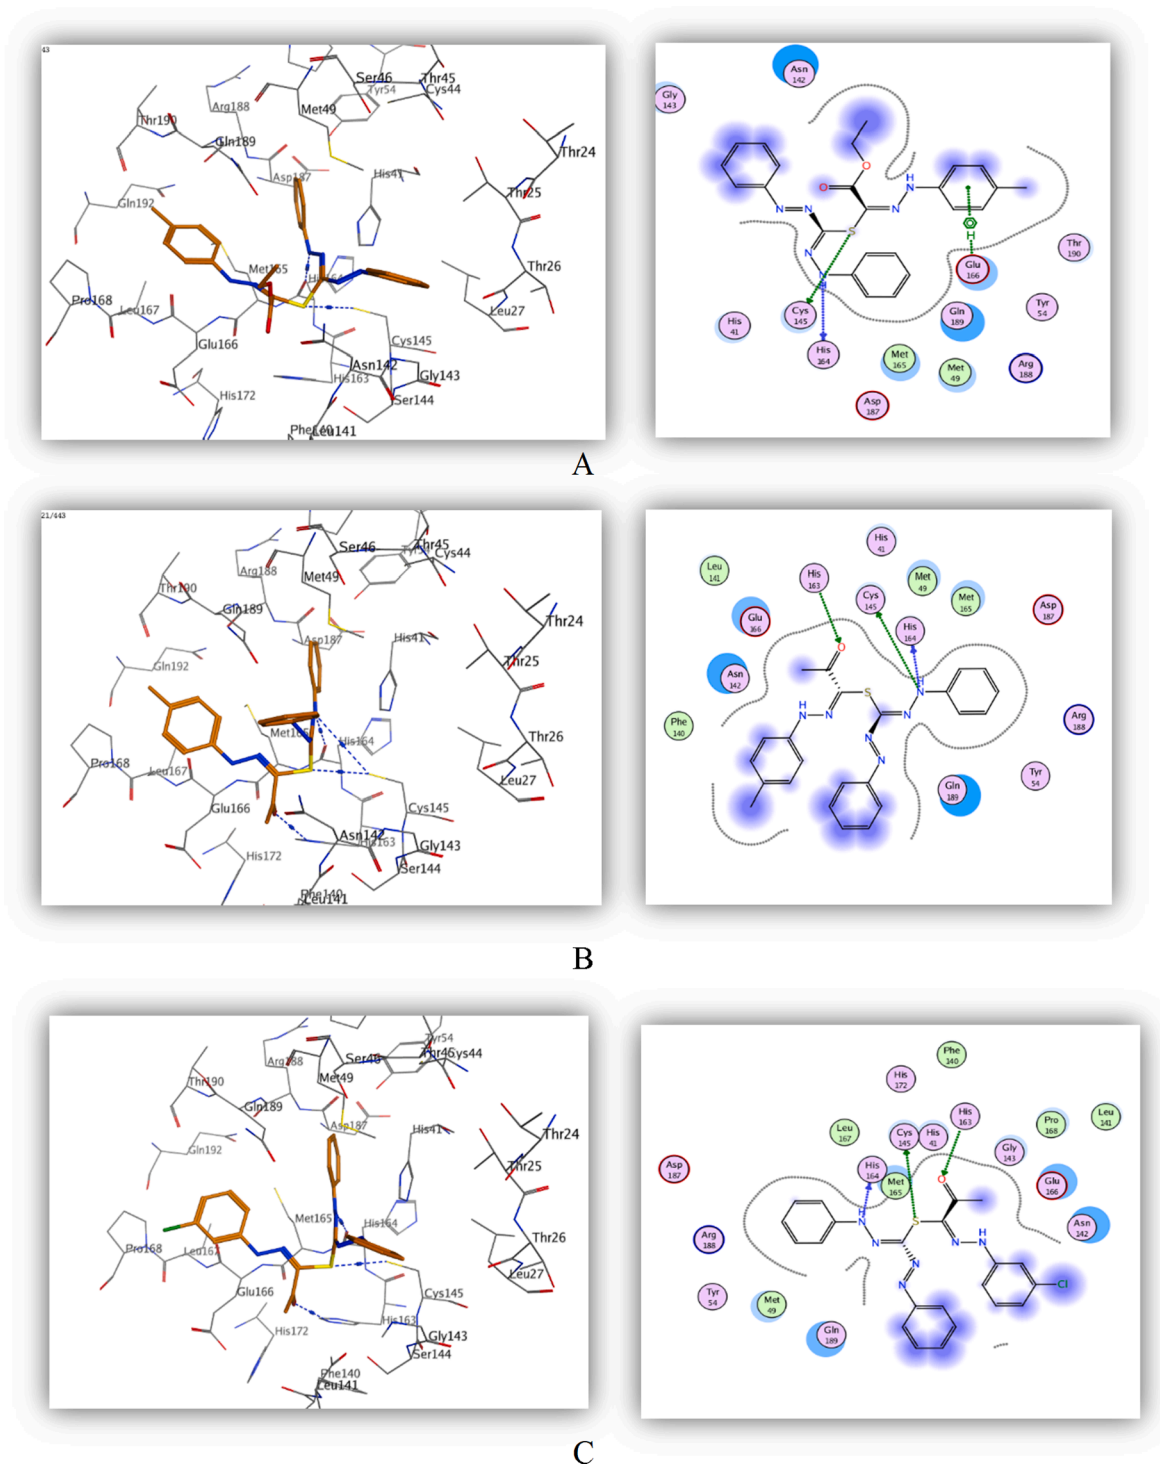 43
Ser46
Thr45
Tyr54
Cys44
Arg188
Met49
Thr190
Gln189
Thr24
Asp187
His41
Thr25
Gln192
Met165
Thr26
Pro168
Leu167
Leu27
Glu166
Cys145
Asn142
His163
Gly143
His172
Ser144
Leu141
Asn
142
Gly
143
O
O
H
N
N
N
N
S
N
N
H
H
Glu
166
Thr
190
Tyr
54
Gln
189
Cys
145
His
41
His
164
Met
165
Met
49
Arg
188
Asp
187
A
21/443
Ser46
Thr45
Cys44
Arg188
Met49
Thr190
Gln189
Thr24
Asp187
His41
Thr25
Gln192
His164
Thr26
Pro168
Leu167
Leu27
Glu166
Cys145
Asn142
His163
Gly143
His172
Ser144
Phe140
Leu141
His
41
Leu
141
His
163
Met
49
Cys
145
Met
165
Asp
187
Glu
166
His
164
O
Asn
142
H
N
S
H
N
N
N
Phe
140
N
N
Arg
188
Tyr
54
Gln
189
B
Tyr54
Ser46
Thr45
Cys44
Arg188
Met49
Thr190
Gln189
Asp187
His41
Thr24
Gln192
Thr25
Met165
His164
Thr26
Pro168
Leu27
Glu166
Cys145
His163
His172
Gly143
Ser144
Phe140
Leu141
Phe
140
His
172
His
163
Leu
141
Pro
168
Leu
167
Cys
145
His
41
Gly
143
Asp
187
His
164
Met
165
O
Glu
166
Asn
142
H
N
S
N
N
N
H
Arg
188
N
N
Cl
Tyr
54
Met
49
Gln
189
C